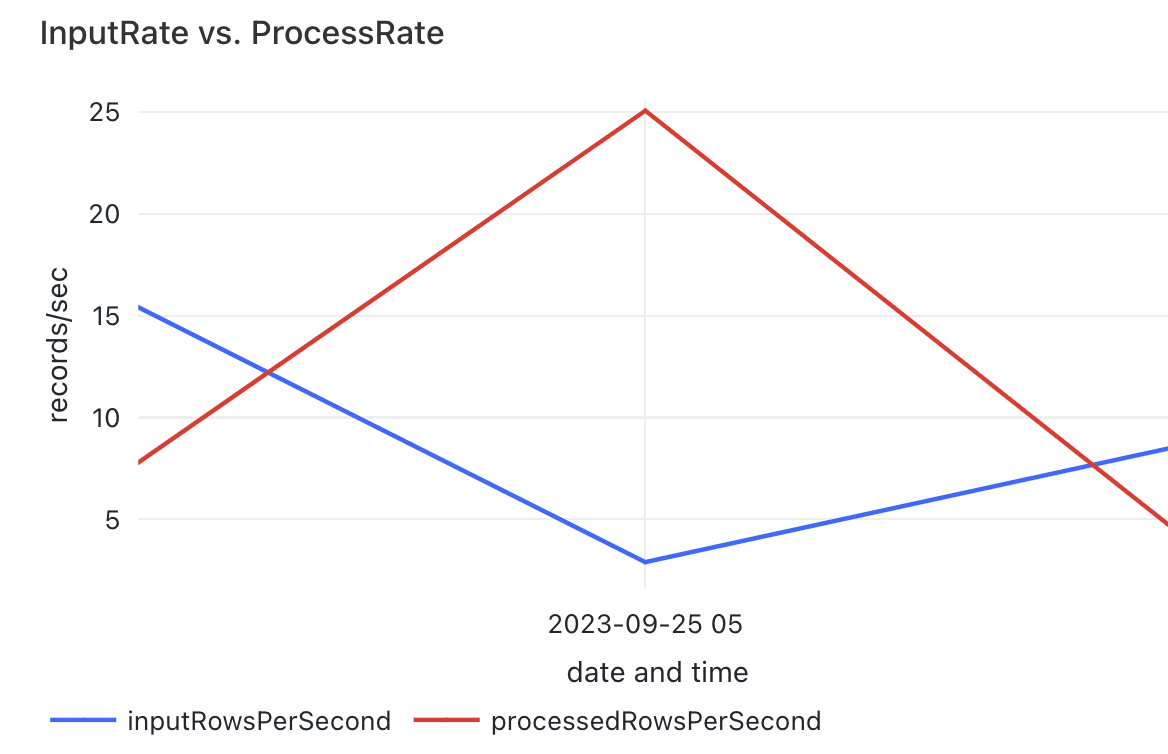 InputRate vs. ProcessRate
25
20
15
10
5
records/sec
2023-09-25 05
date and time
inputRowsPerSecond processedRowsPerSecond